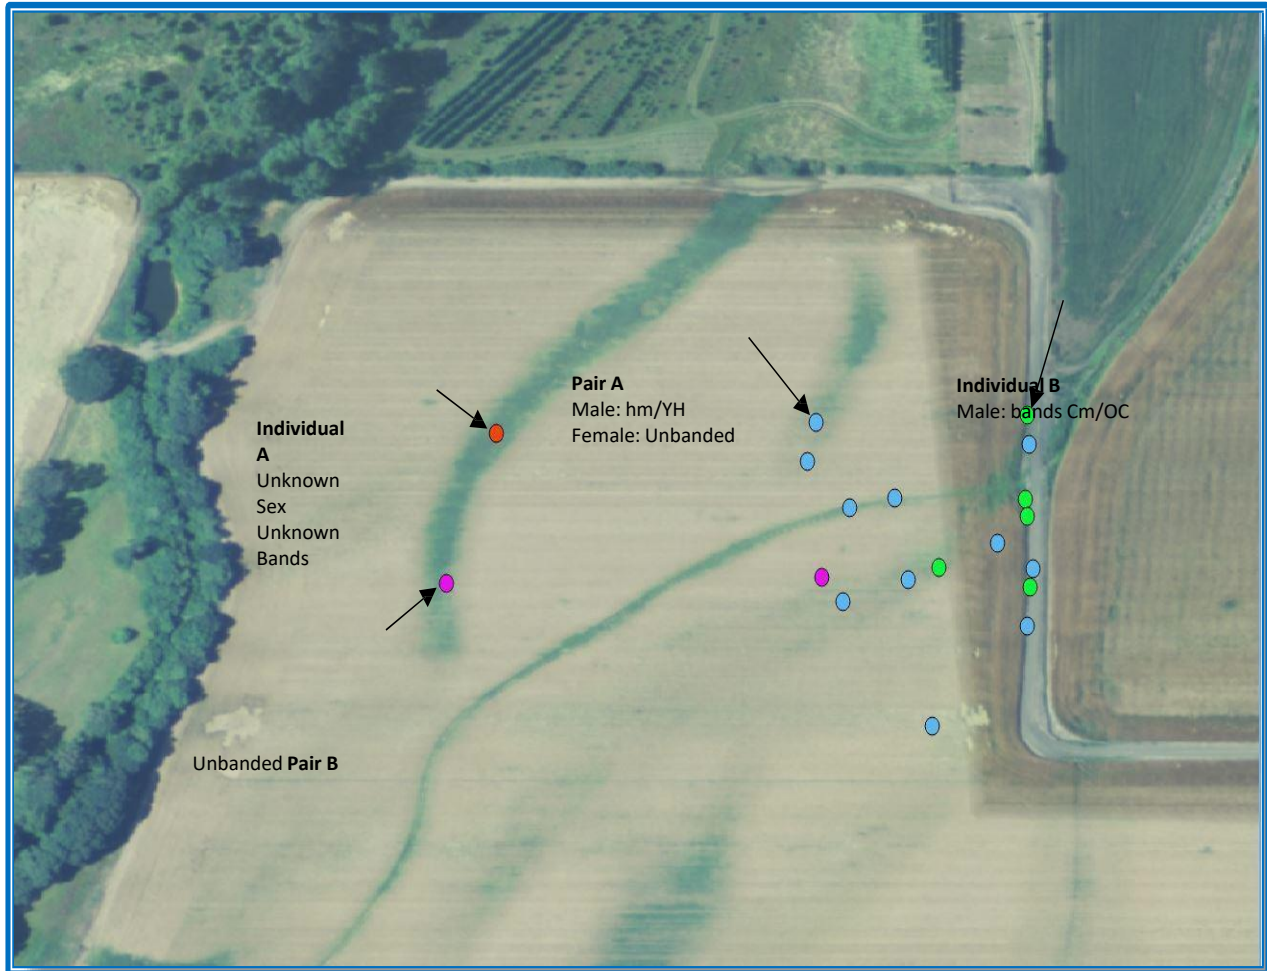 Pair A
Male: hm/YH
Female: Unbanded
Individual B
Male: bands Cm/OC
Individual
A
Unknown
Sex
Unknown
Bands
Unbanded Pair B